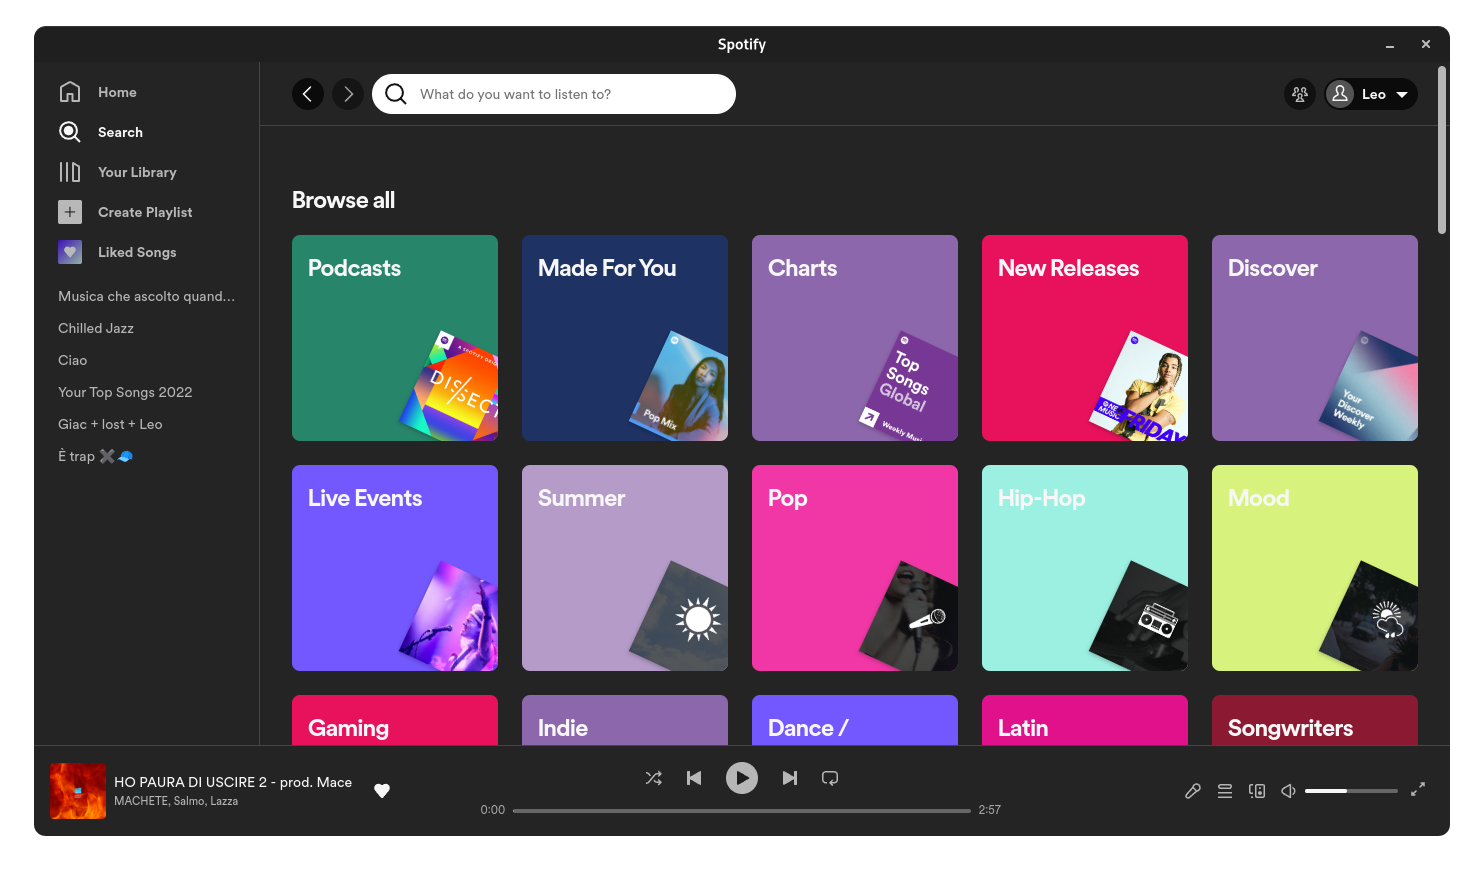 Spotify
Home
Search
Your Library
Create Playlist
Liked Songs
Musica che ascolto quand...
Chilled Jazz
Ciao
Your Top Songs 2022
Giac + lost + Leo
È trap ✖️🧢
What do you want to listen to?
Leo
Browse all
Podcasts
DISSECT
Made For You
Pop Mix
Charts
Top
Songs
Global
New Releases
FRIDAY
Discover
Your
Discover
Weekly
Live Events
Summer
Pop
Hip-Hop
Mood
Gaming
Indie
Dance /
Latin
Songwriters
HO PAURA DI USCIRE 2 - prod. Mace
MACHETE, Salmo, Lazza
0:00
2:57